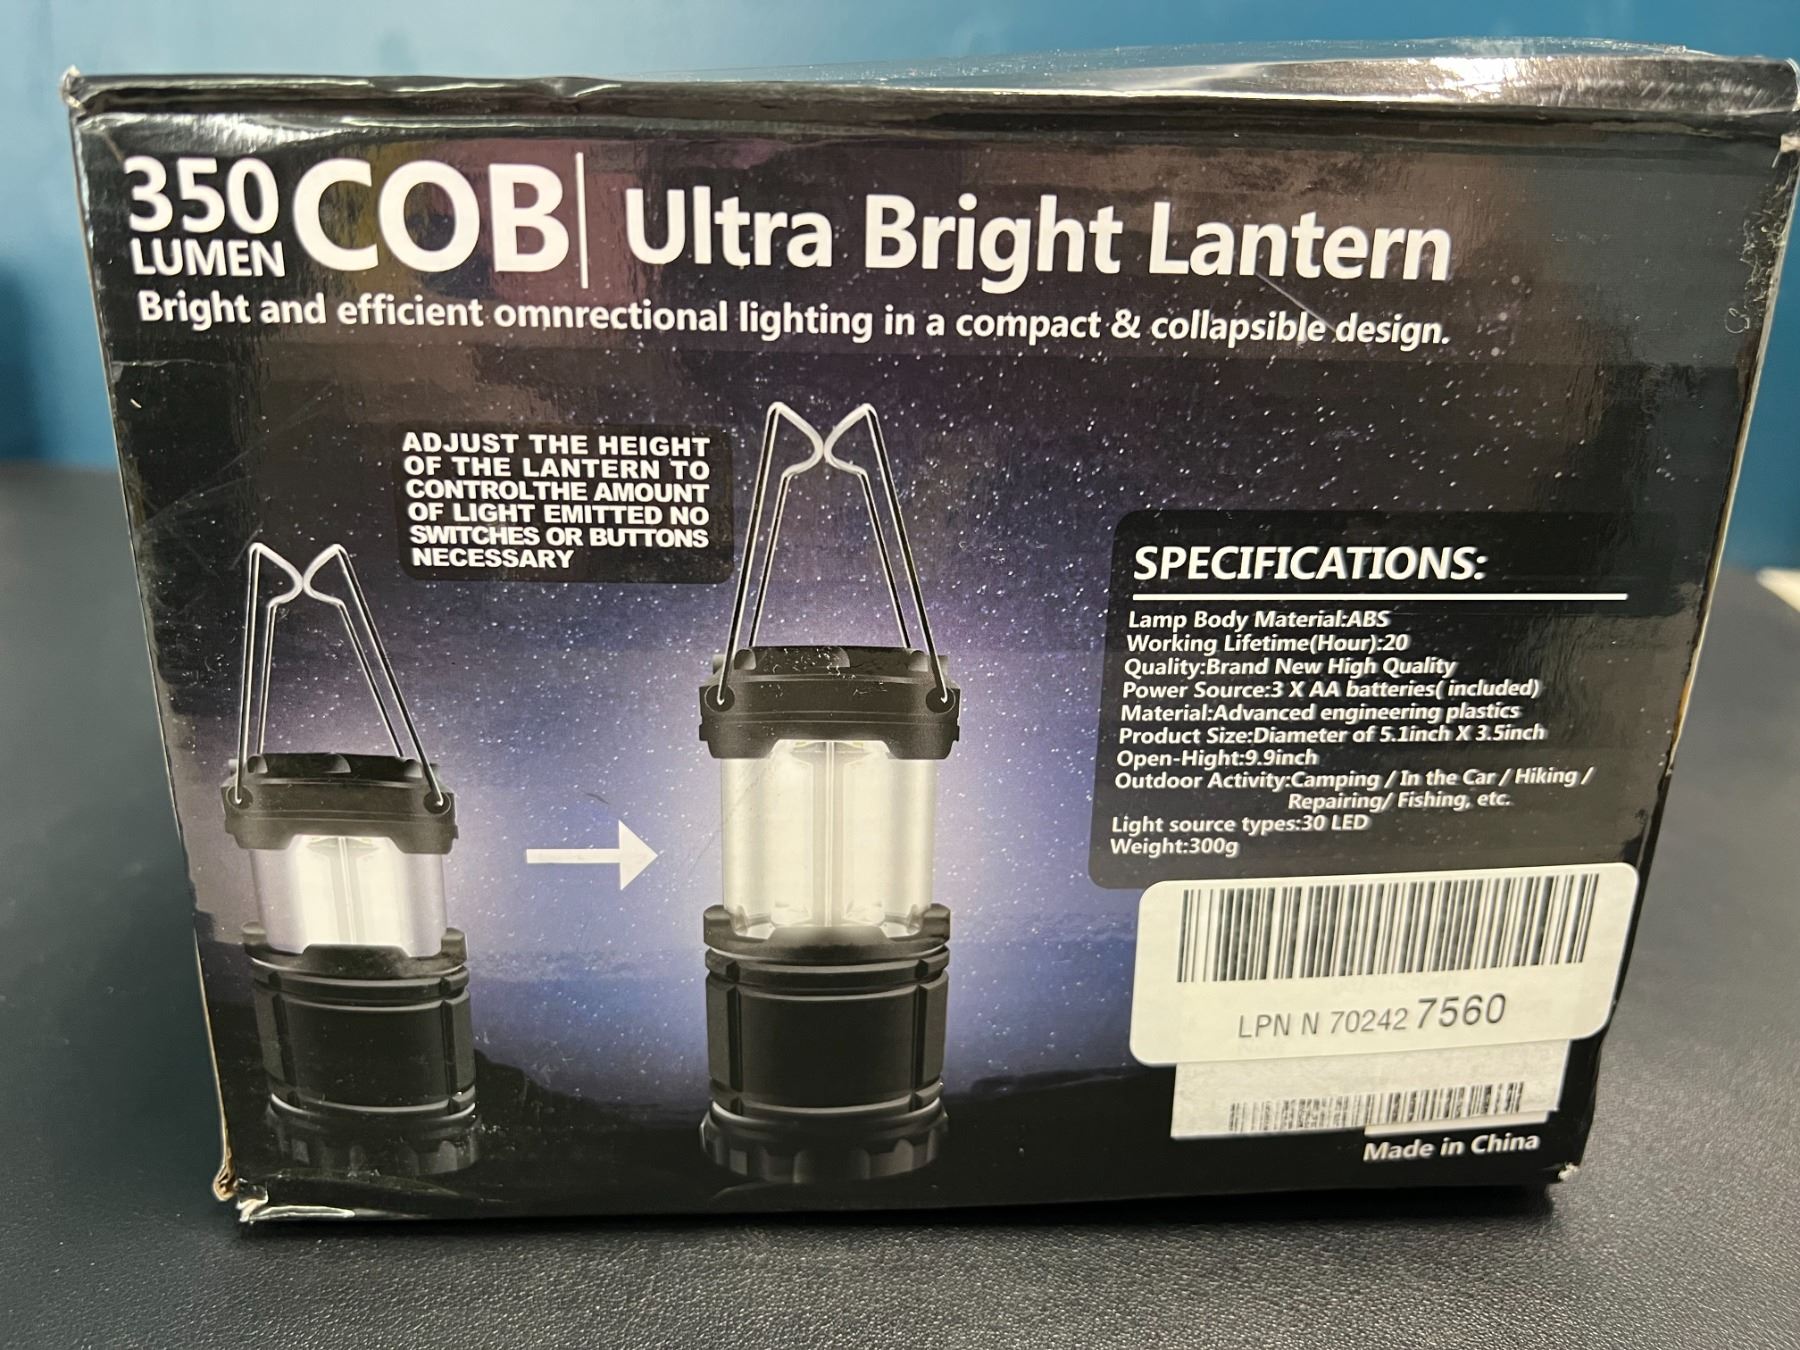 350 COB | Ultra Bright Lantern
LUMEN
Bright and efficient omnrectional lighting in a compact & collapsible design.
ADJUST THE HEIGHT
OF THE LANTERN TO
CONTROLTHE AMOUNT
OF LIGHT EMITTED NO
SWITCHES OR BUTTONS
NECESSARY
SPECIFICATIONS:
Lamp Body Material:ABS
Working Lifetime(Hour):20
Quality:Brand New High Quality
Power Source:3 X AA batteries( included)
Material:Advanced engineering plastics
Product Size:Diameter of 5.1inch X 3.5inch
Open-Hight:9.9inch
Outdoor Activity:Camping / In the Car / Hiking /
Repairing/ Fishing, etc.
Light source types:30 LED
Weight:300g
LPN N 70242 7560
Made in China